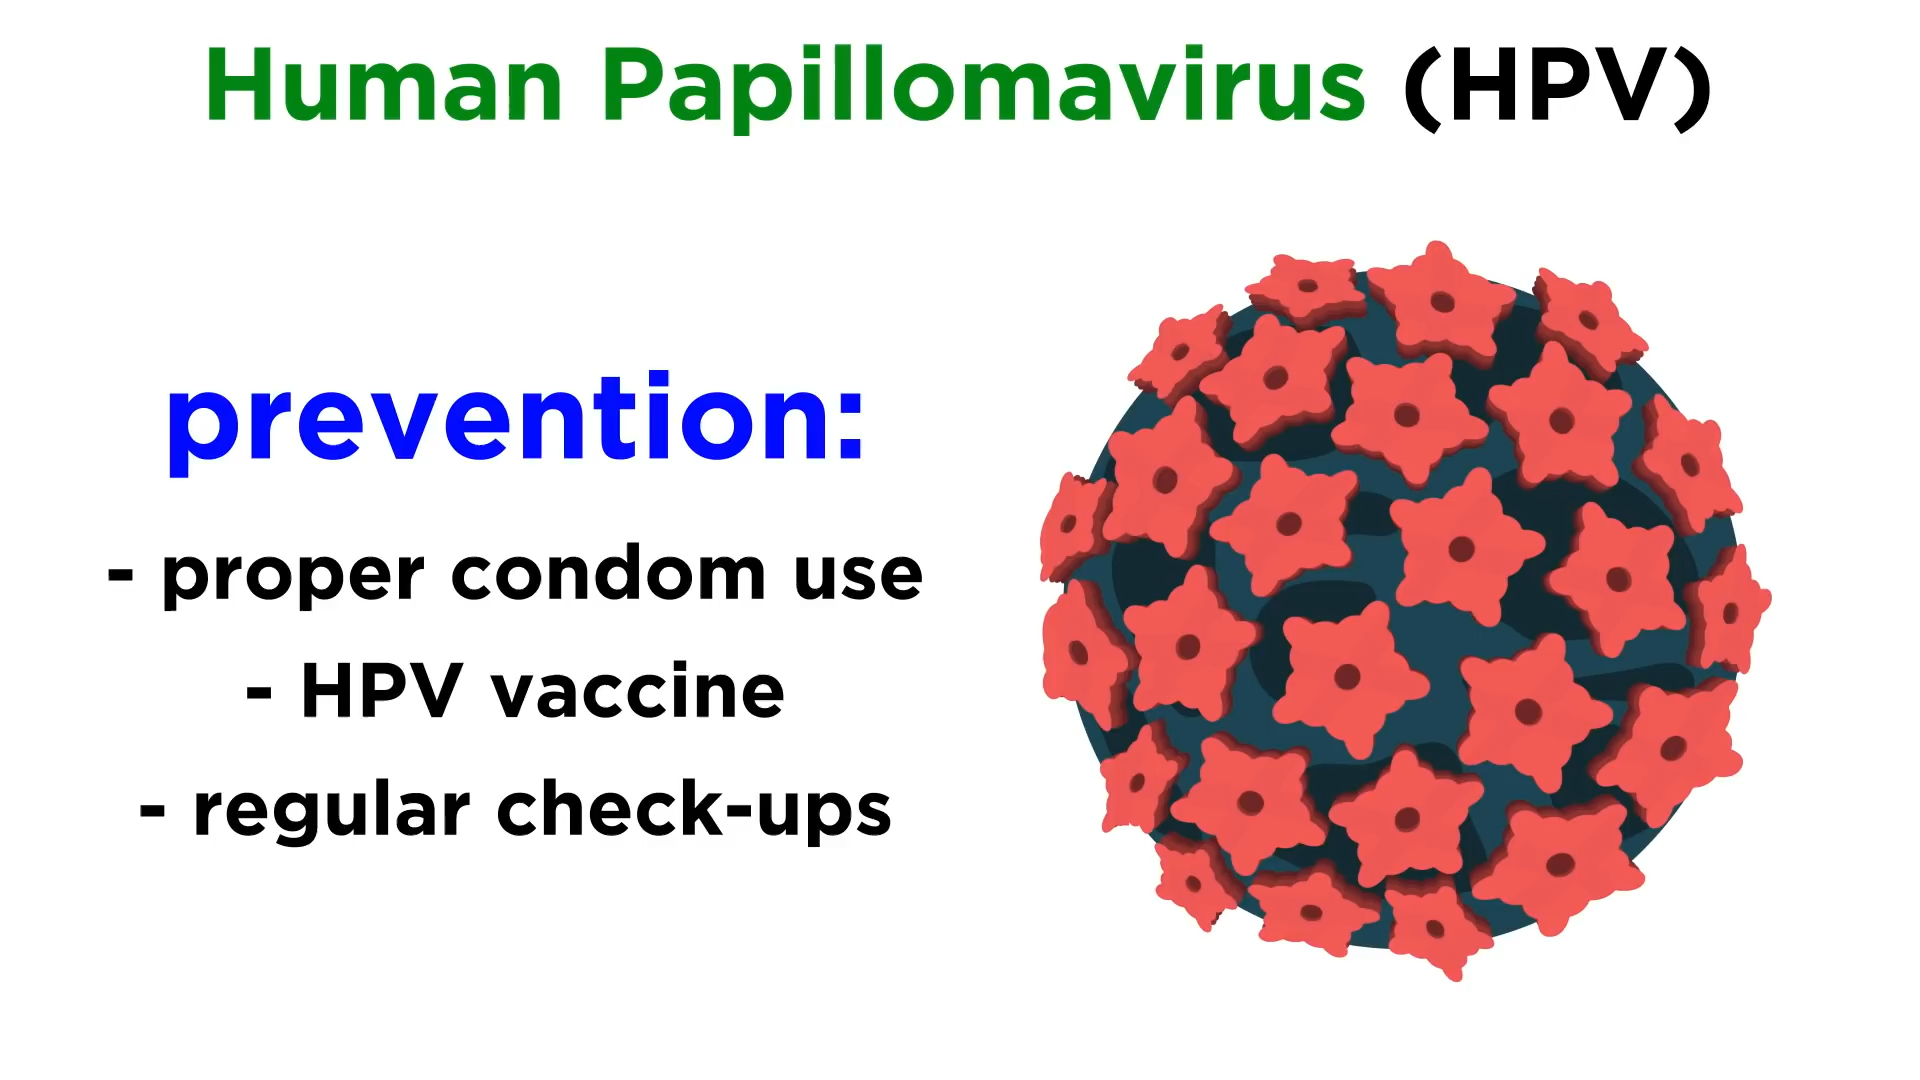 Human Papillomavirus (HPV)
prevention:
- proper condom use
- HPV vaccine
- regular check-ups